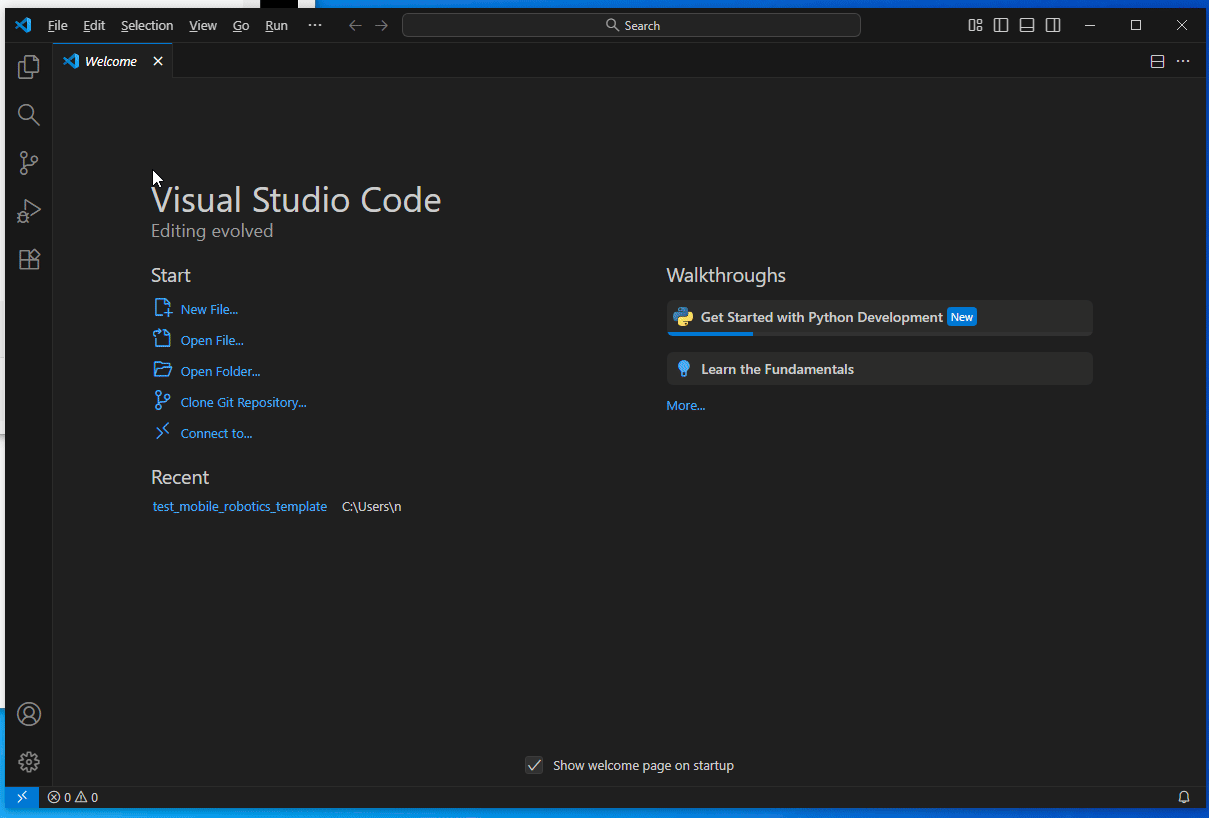 File Edit Selection View Go Run ··· Search
Welcome
Visual Studio Code
Editing evolved
Start
New File...
Open File...
Open Folder...
Clone Git Repository...
Connect to...
Recent
test_mobile_robotics_template C:\Users\n
Walkthroughs
Get Started with Python Development New
Learn the Fundamentals
More...
Show welcome page on startup
0 0